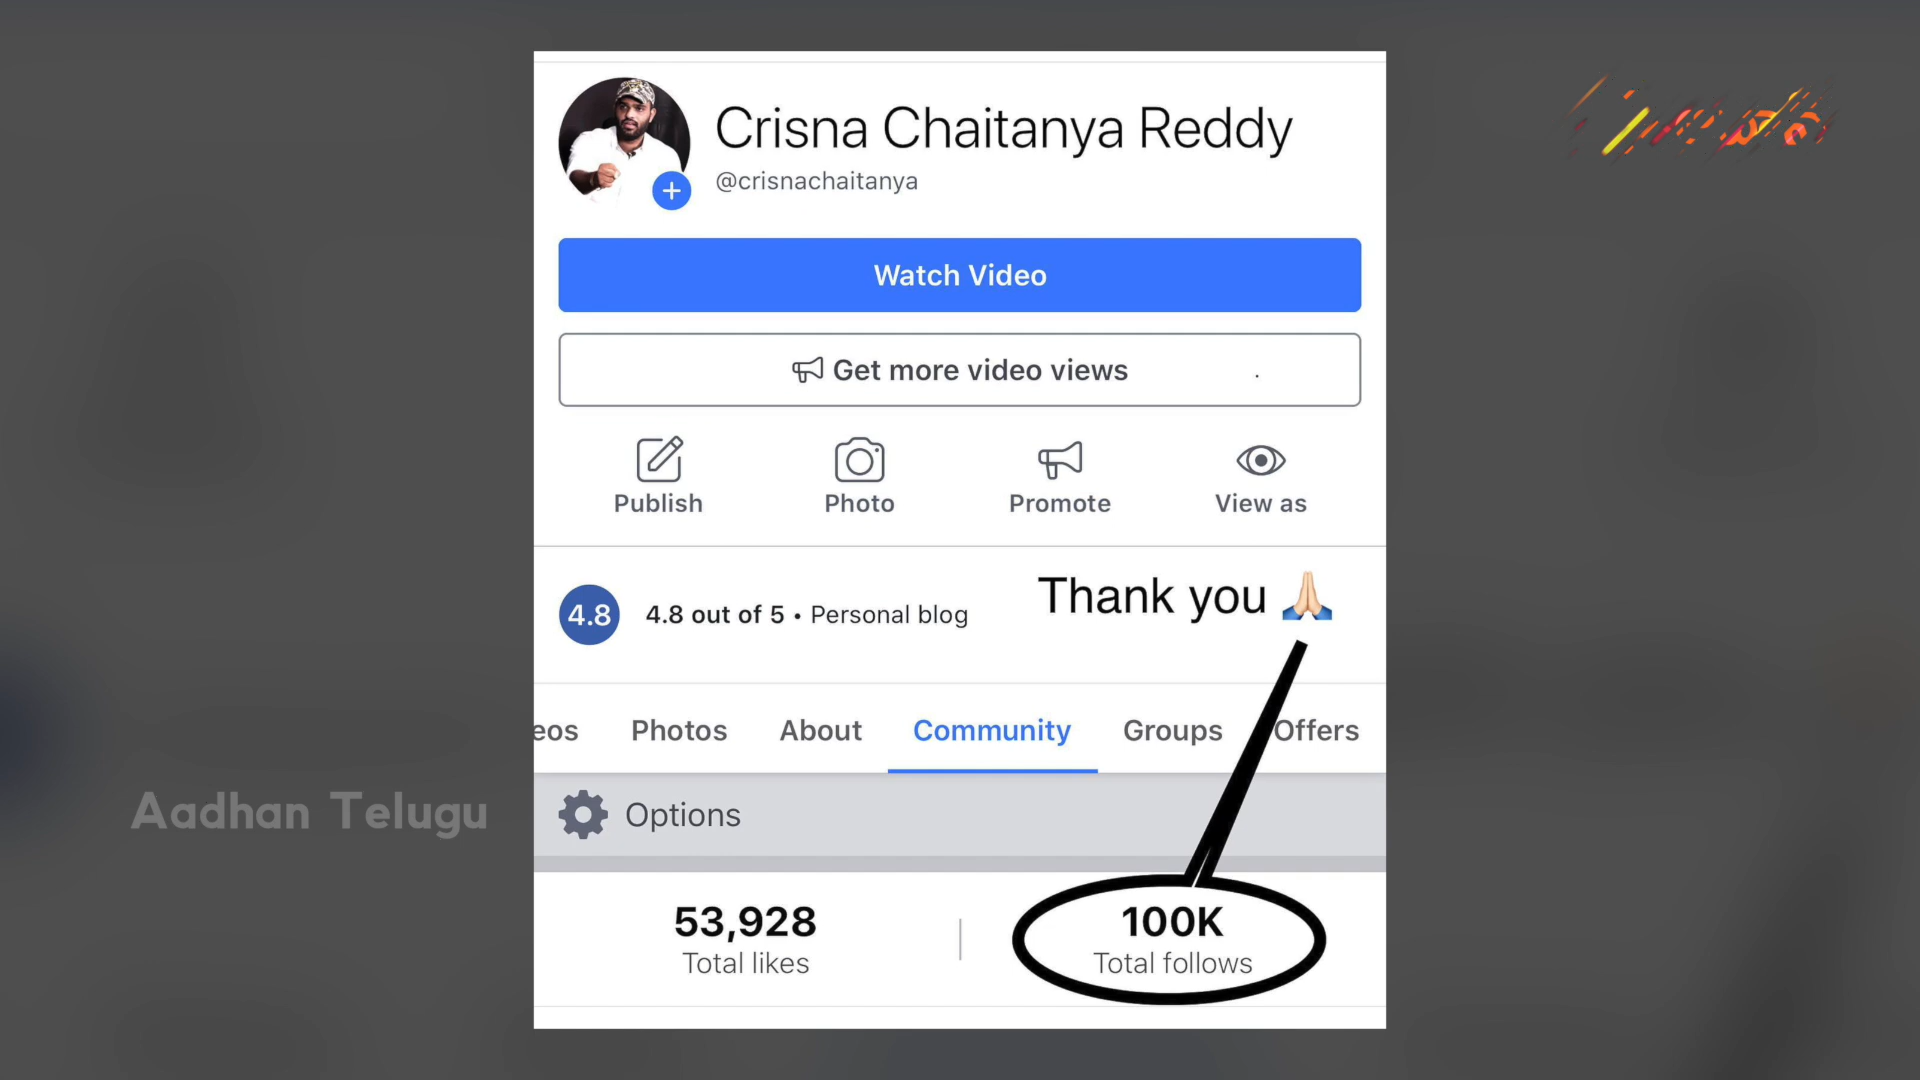 Crisna Chaitanya Reddy
@crisnachaitanya
Watch Video
Get more video views
Publish
Photo
Promote
View as
4.8
4.8 out of 5 • Personal blog
Thank you 🙏🏻
eos
Photos
About
Community
Groups
Offers
Options
53,928
Total likes
100K
Total follows
Aadhan Telugu